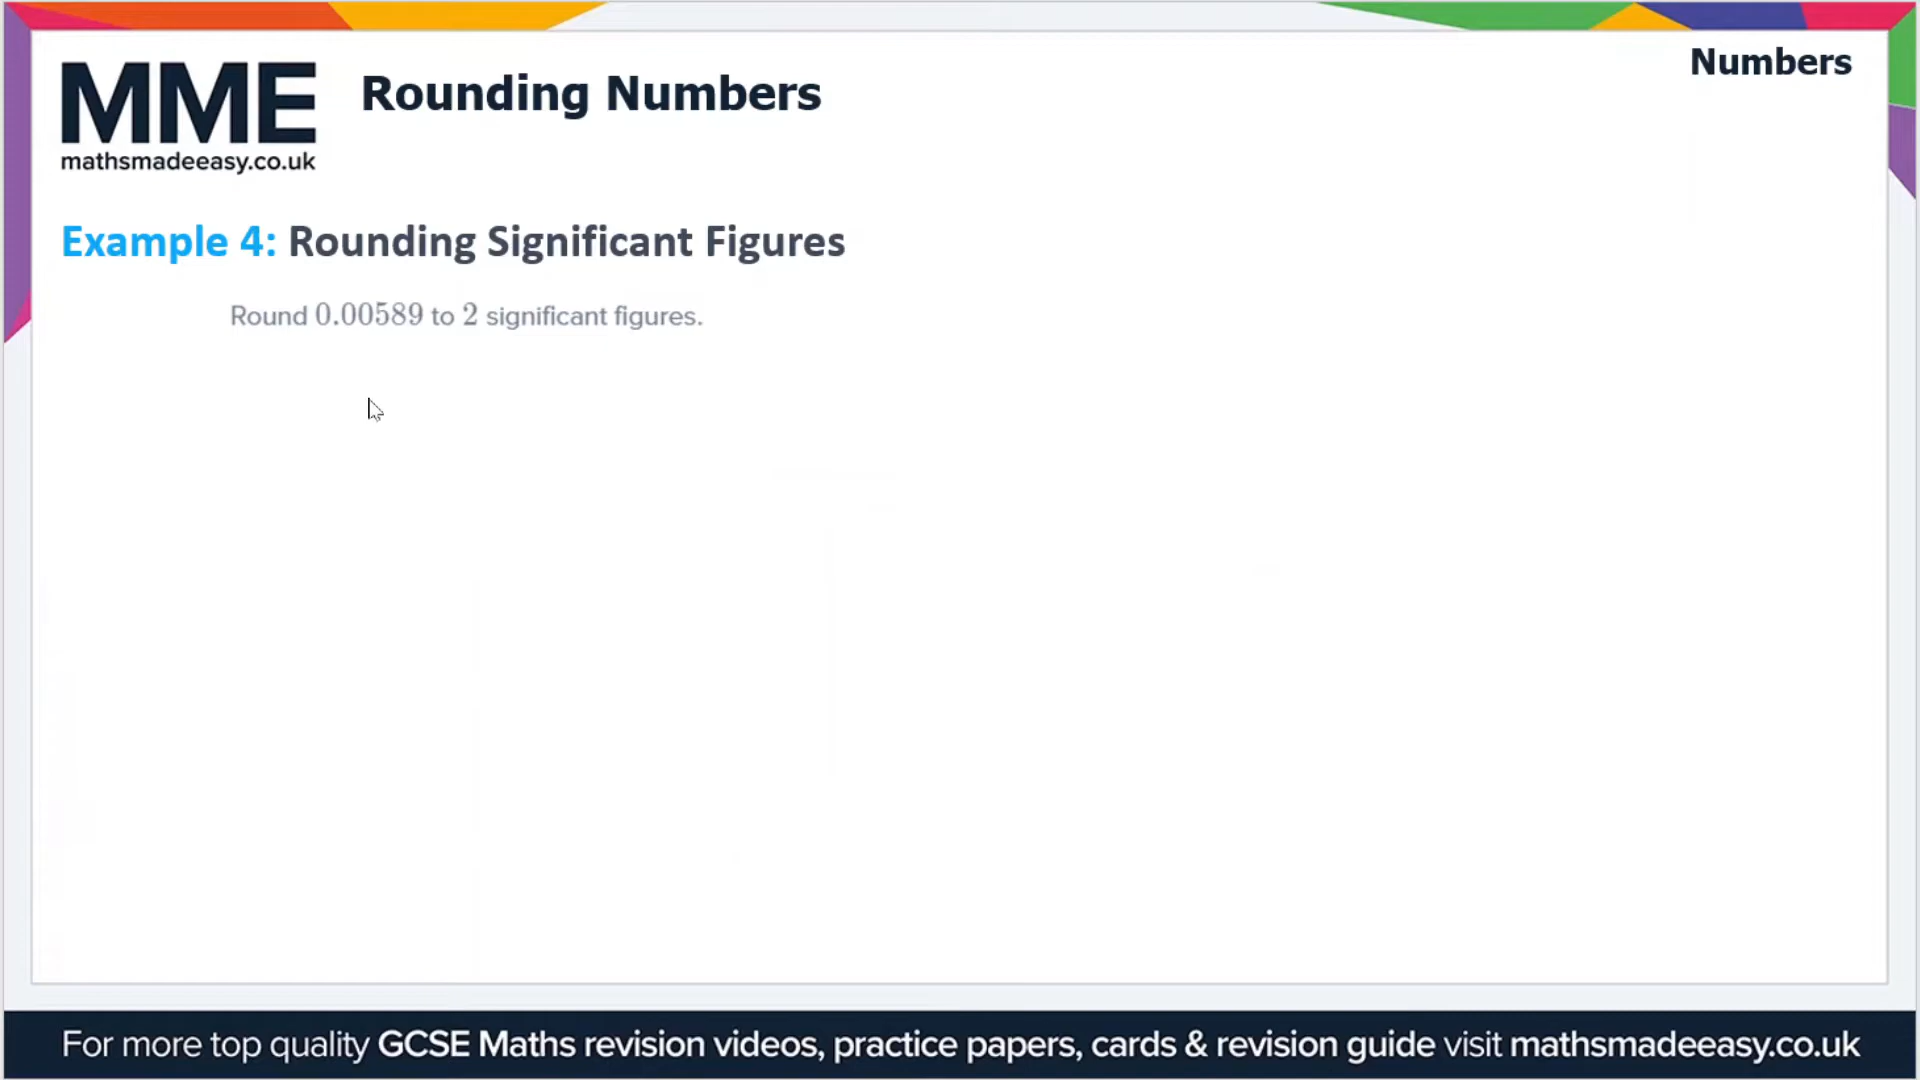 MME
mathsmadeeasy.co.uk
Rounding Numbers
Numbers
Example 4: Rounding Significant Figures
Round 0.00589 to 2 significant figures.
For more top quality GCSE Maths revision videos, practice papers, cards & revision guide visit mathsmadeeasy.co.uk